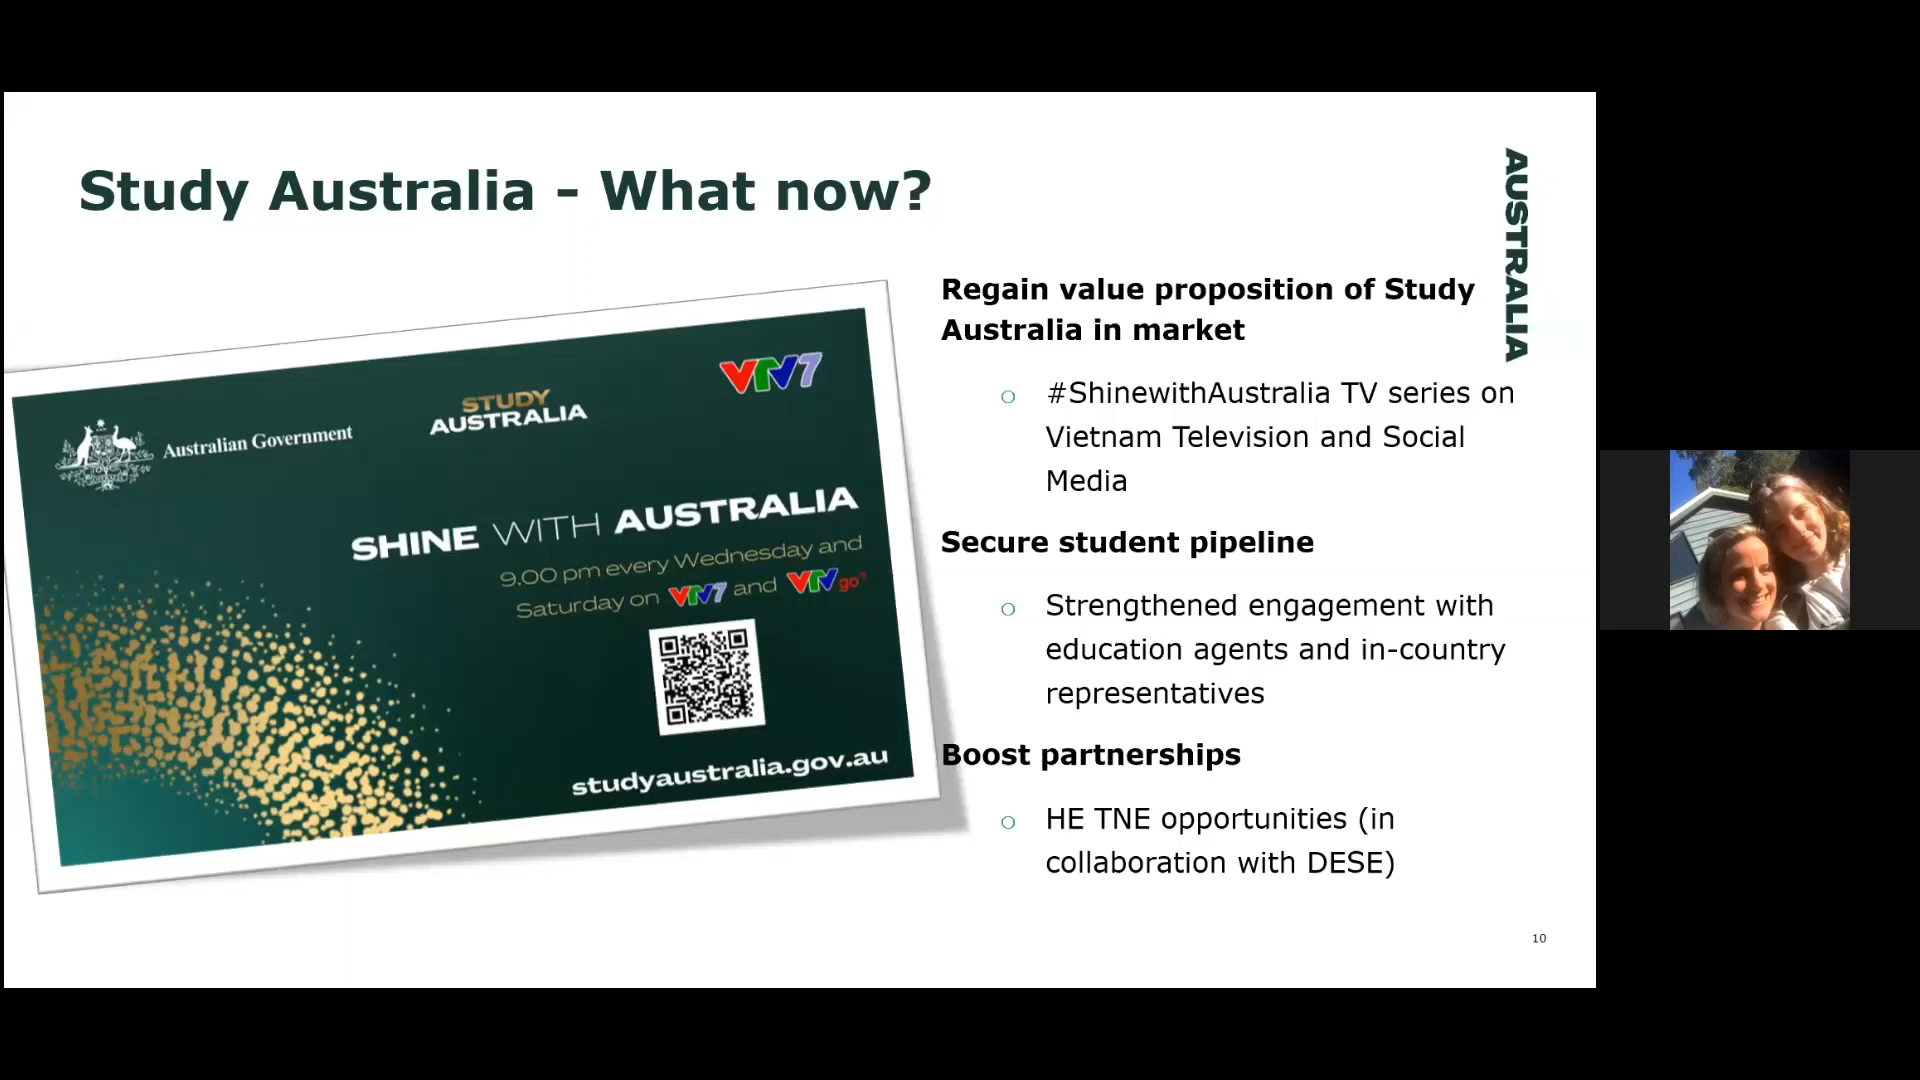 Study Australia - What now?
AUSTRALIA
Australian Government
STUDY
AUSTRALIA
VTV7
SHINE WITH AUSTRALIA
9.00 pm every Wednesday and
Saturday on VTV7 and VTVgo
studyaustralia.gov.au
Regain value proposition of Study
Australia in market
#ShinewithAustralia TV series on
Vietnam Television and Social
Media
Secure student pipeline
Strengthened engagement with
education agents and in-country
representatives
Boost partnerships
HE TNE opportunities (in
collaboration with DESE)
10